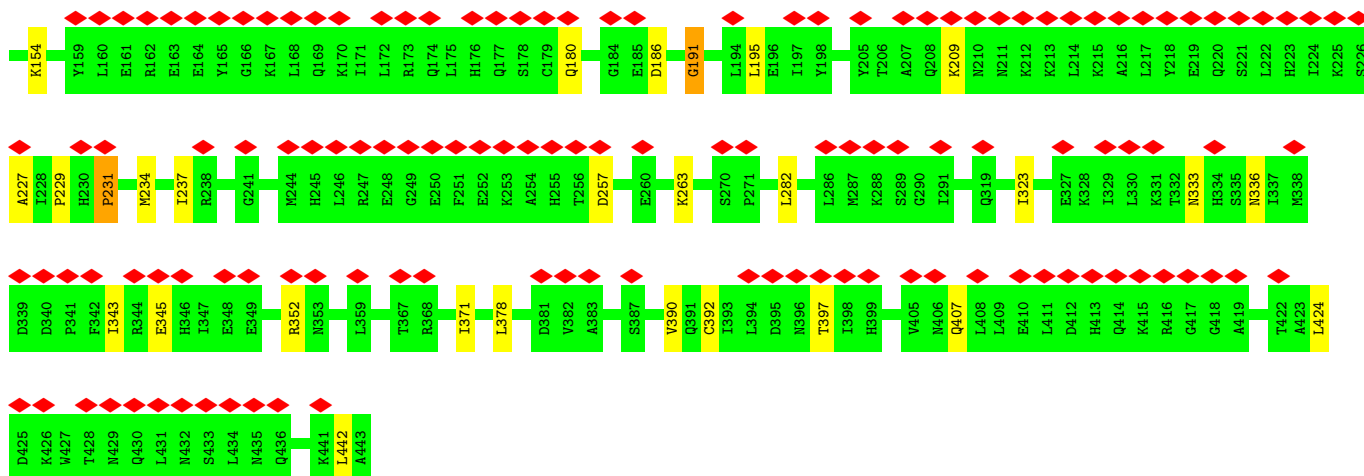 K154 Y159 L160 E161 R162 E163 E164 Y165 G166 K167 L168 Q169 K170 I171 L172 R173 Q174 L175 H176 Q177 S178 C179 Q180 G184 E185 D186 G191 L194 L195 E196 I197 Y198 Y205 T206 A207 Q208 K209 N210 N211 K212 K213 L214 K215 A216 L217 Y218 E219 Q220 S221 L222 H223 I224 K225 S226
A227 I228 P229 H230 P231 M234 I237 R238 G241 M244 H245 L246 R247 E248 G249 E250 F251 E252 K253 A254 H255 T256 D257 E260 K263 S270 P271 L282 L286 M287 K288 S289 G290 I291 Q319 I323 E327 K328 I329 L330 K331 T332 N333 H334 S335 N336 I337 M338
D339 D340 P341 F342 I343 R344 E345 H346 I347 E348 E349 R352 N353 L359 T367 R368 I371 L378 D381 V382 A383 S387 V390 Q391 C392 I393 L394 D395 N396 T397 I398 H399 V405 N406 Q407 L408 L409 E410 L411 D412 H413 Q414 K415 R416 G417 G418 A419 T422 A423 L424
D425 K426 W427 T428 N429 Q430 L431 N432 S433 L434 N435 Q436 K441 L442 A443